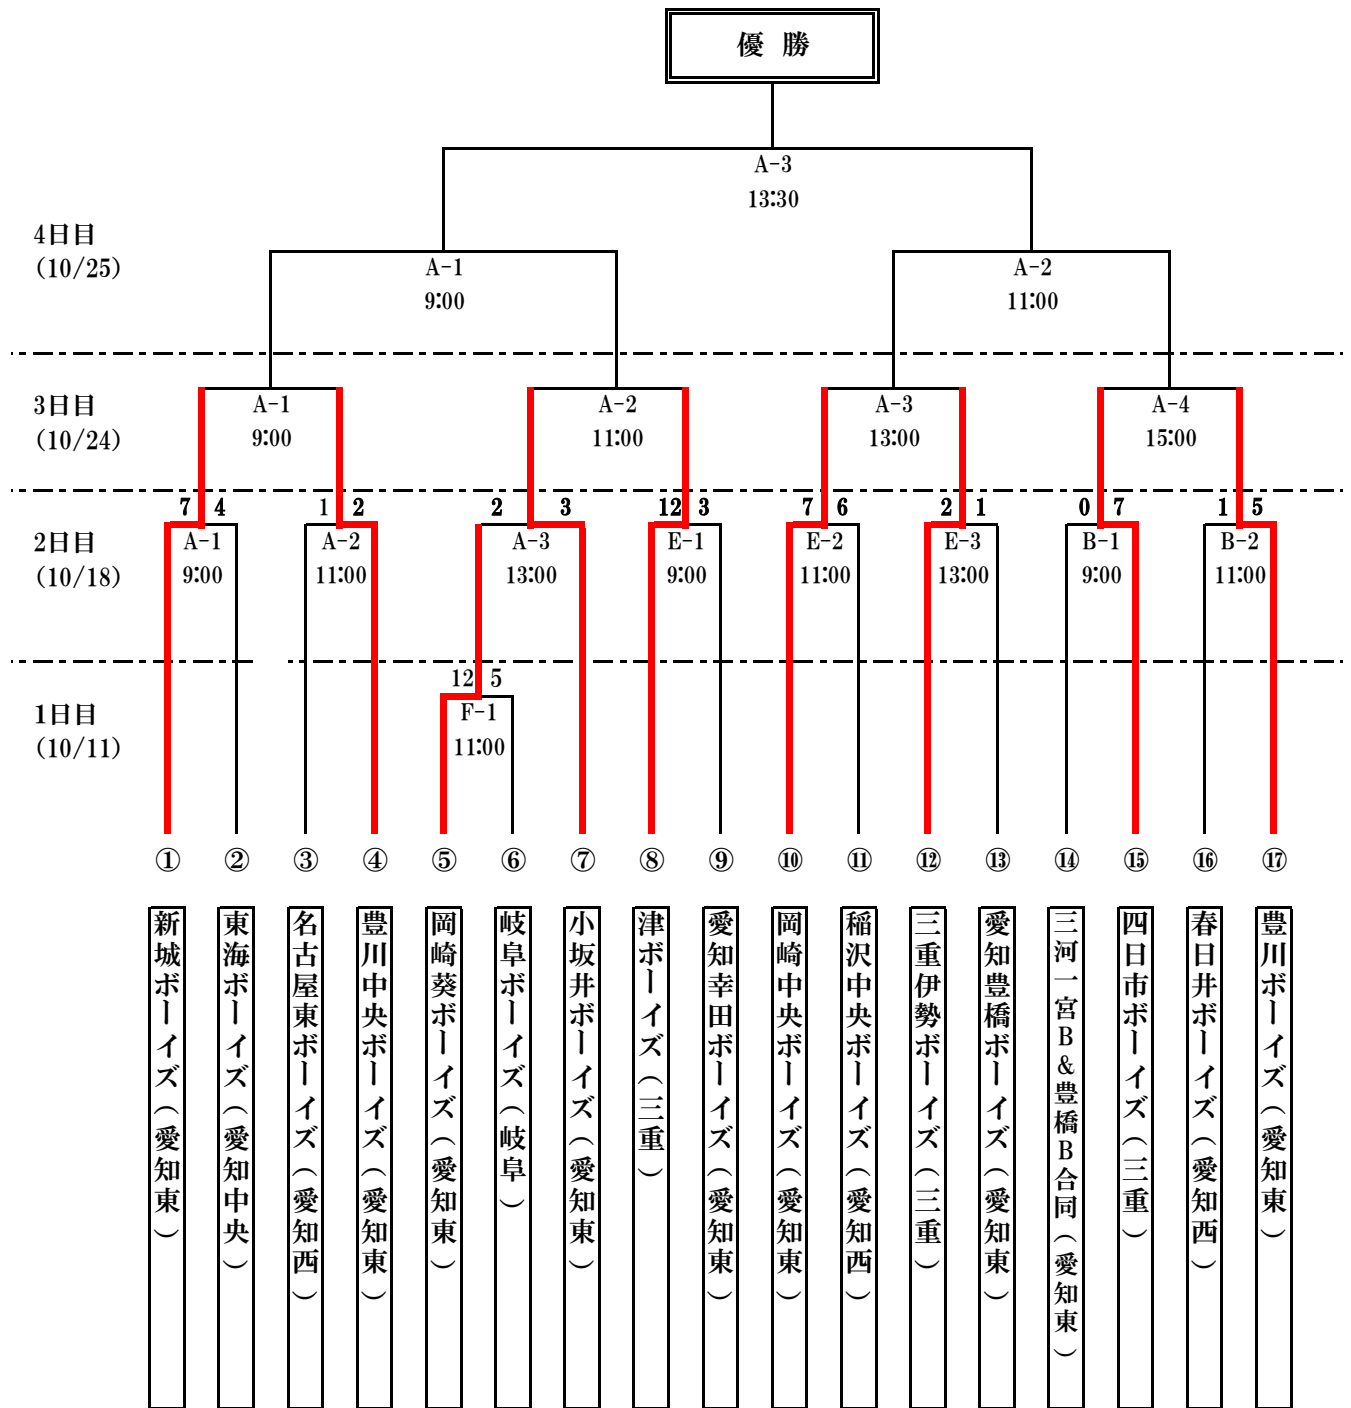 優 勝
A-3
13:30
4日目
(10/25)
A-1
9:00
A-2
11:00
3日目
(10/24)
A-1
9:00
A-2
11:00
A-3
13:00
A-4
15:00
7 4
1 2
2 3
12 3
7 6
2 1
0 7
1 5
2日目
(10/18)
A-1
9:00
A-2
11:00
A-3
13:00
E-1
9:00
E-2
11:00
E-3
13:00
B-1
9:00
B-2
11:00
12 5
1日目
(10/11)
F-1
11:00
① ② ③ ④ ⑤ ⑥ ⑦ ⑧ ⑨ ⑩ ⑪ ⑫ ⑬ ⑭ ⑮ ⑯ ⑰
新城ボーイズ(愛知東)
東海ボーイズ(愛知中央)
名古屋東ボーイズ(愛知西)
豊川中央ボーイズ(愛知東)
岡崎葵ボーイズ(愛知東)
岐阜ボーイズ(岐阜)
小坂井ボーイズ(愛知東)
津ボーイズ(三重)
愛知幸田ボーイズ(愛知東)
岡崎中央ボーイズ(愛知東)
稲沢中央ボーイズ(愛知西)
三重伊勢ボーイズ(三重)
愛知豊橋ボーイズ(愛知東)
三河一宮B&豊橋B合同(愛知東)
四日市ボーイズ(三重)
春日井ボーイズ(愛知西)
豊川ボーイズ(愛知東)